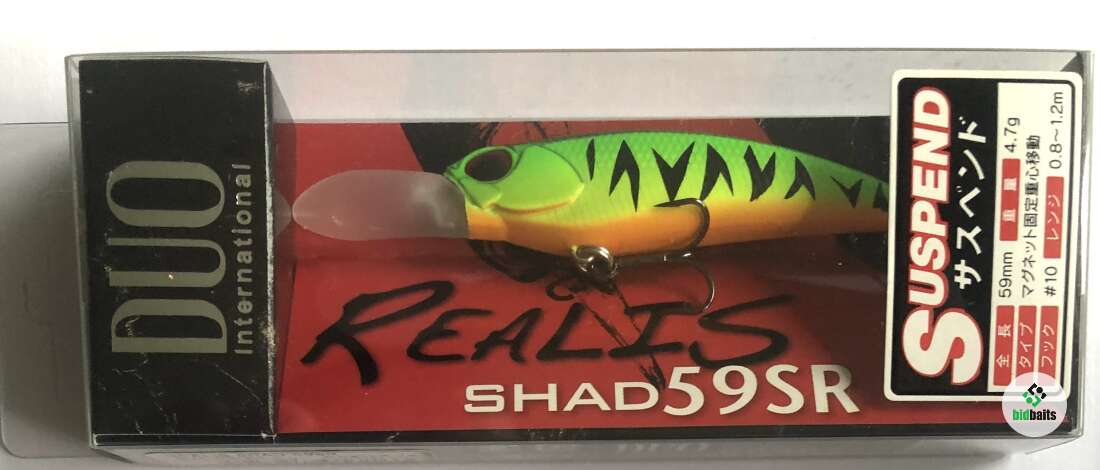 DUO
International
REALIS
SHAD59SR
SUSPEND
サスペンド
全長 59mm 重量 4.7g
タイプ マグネット固定重心移動
フック #10 レンジ 0.8~1.2m
bidbaits